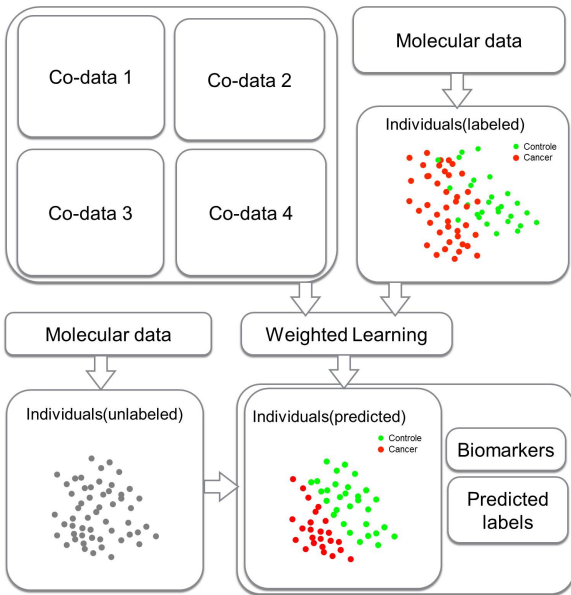 Co-data 1
Co-data 2
Co-data 3
Co-data 4
Molecular data
Individuals(labeled)
Controle
Cancer
Molecular data
Weighted Learning
Individuals(unlabeled)
Individuals(predicted)
Controle
Cancer
Biomarkers
Predicted
labels